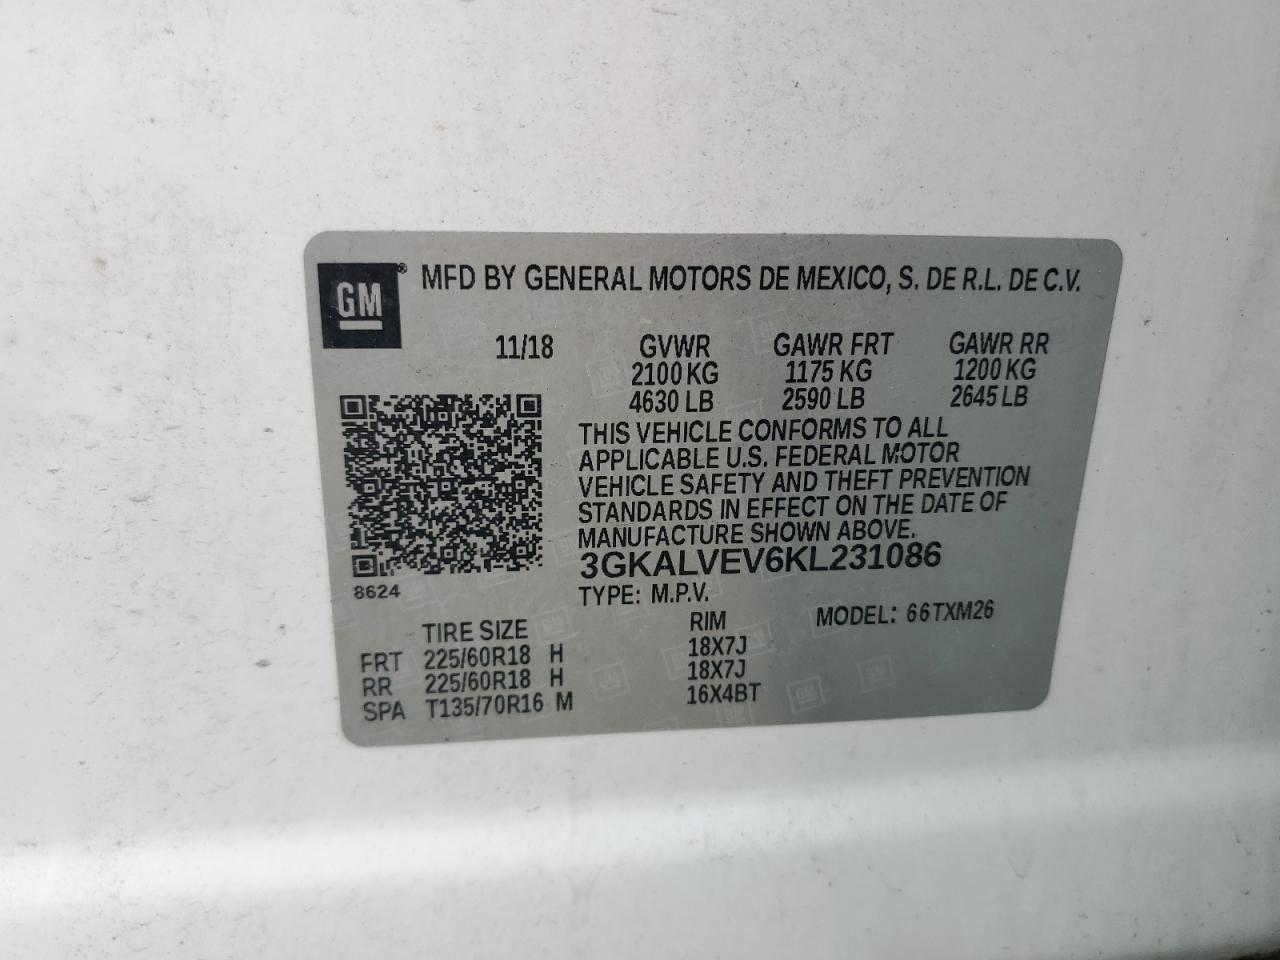 GM® MFD BY GENERAL MOTORS DE MEXICO, S. DE R.L. DE C.V.
11/18 GVWR GAWR FRT GAWR RR
2100 KG 1175 KG 1200 KG
4630 LB 2590 LB 2645 LB
THIS VEHICLE CONFORMS TO ALL
APPLICABLE U.S. FEDERAL MOTOR
VEHICLE SAFETY AND THEFT PREVENTION
STANDARDS IN EFFECT ON THE DATE OF
MANUFACTURE SHOWN ABOVE.
3GKALVEV6KL231086
8624
TYPE: M.P.V. MODEL: 66TXM26
TIRE SIZE RIM
FRT 225/60R18 H 18X7J
RR 225/60R18 H 18X7J
SPA T135/70R16 M 16X4BT